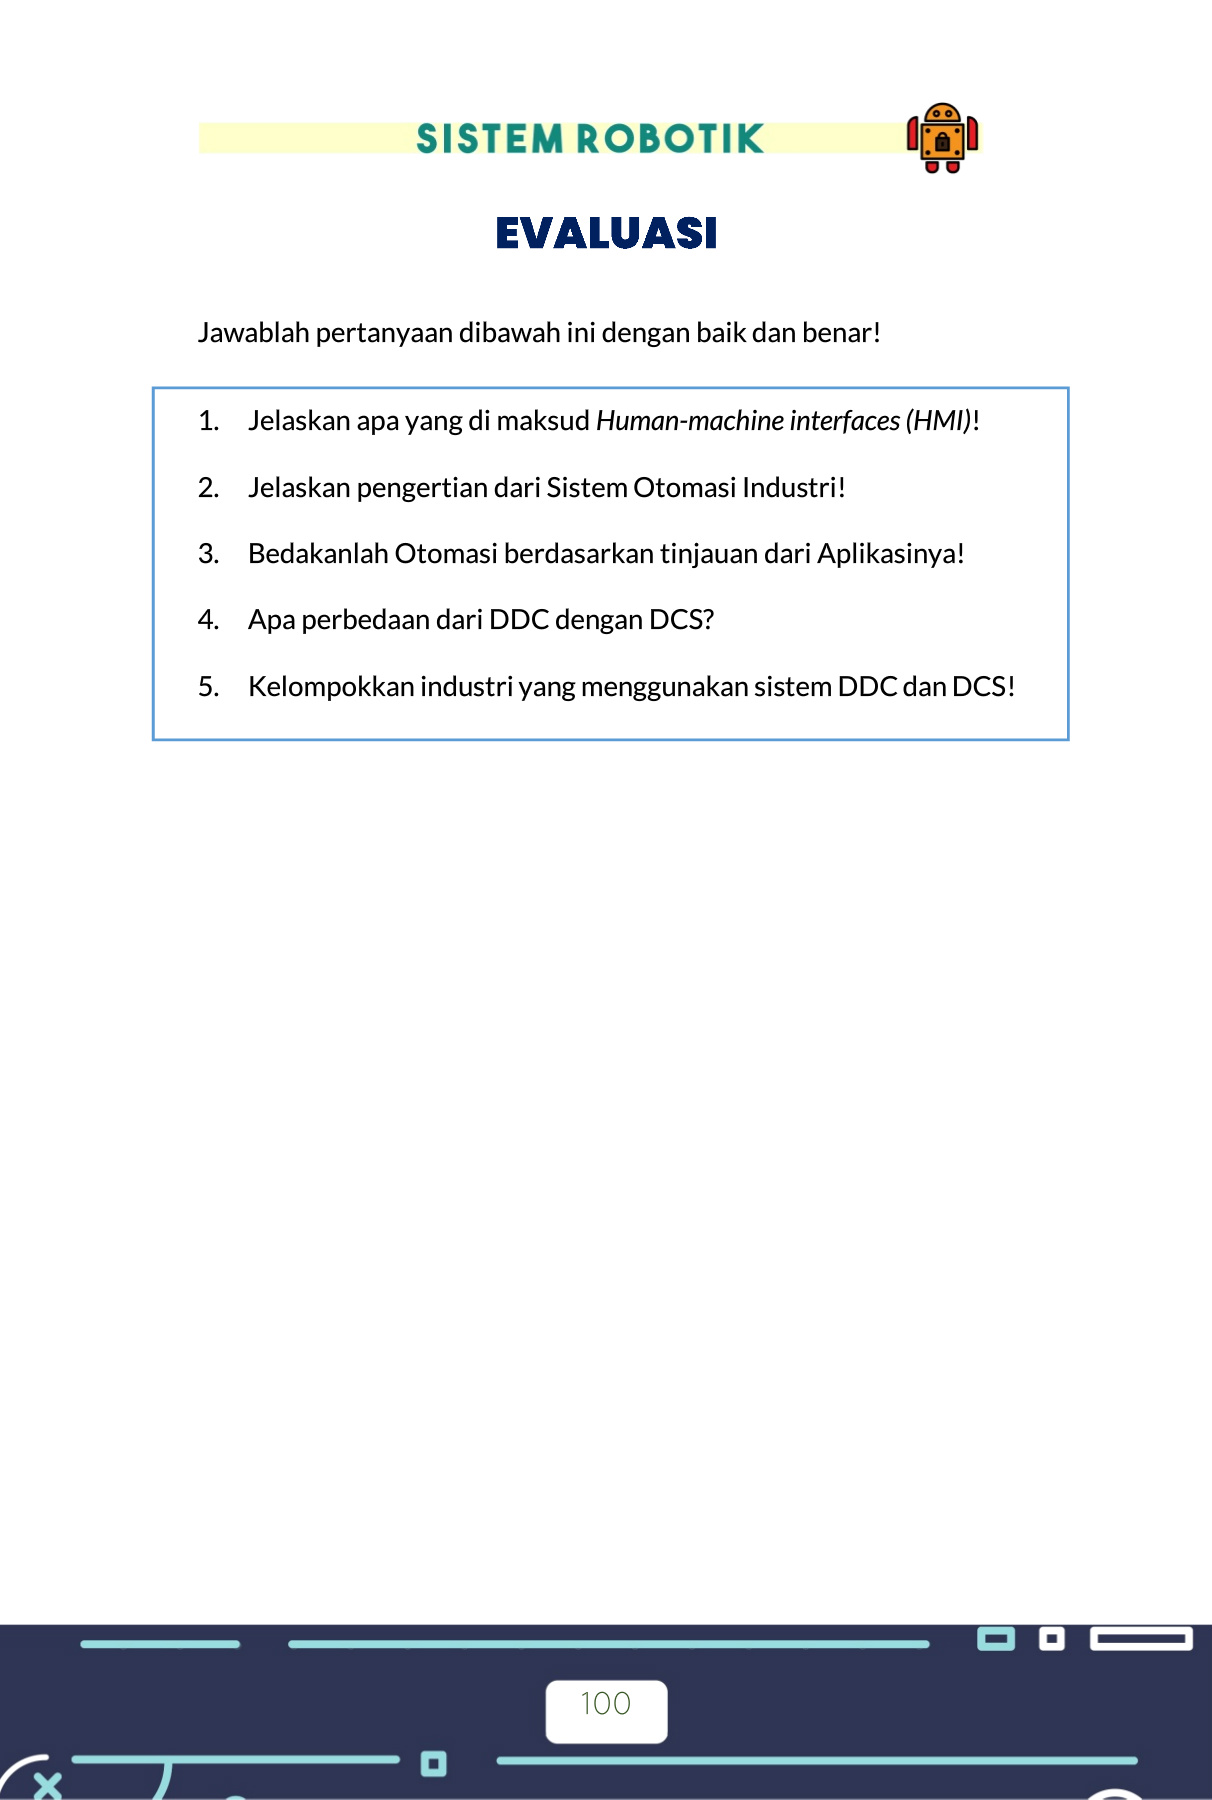 SISTEM ROBOTIK
EVALUASI
Jawablah pertanyaan dibawah ini dengan baik dan benar!
1. Jelaskan apa yang di maksud Human-machine interfaces (HMI)!
2. Jelaskan pengertian dari Sistem Otomasi Industri!
3. Bedakanlah Otomasi berdasarkan tinjauan dari Aplikasinya!
4. Apa perbedaan dari DDC dengan DCS?
5. Kelompokkan industri yang menggunakan sistem DDC dan DCS!
100